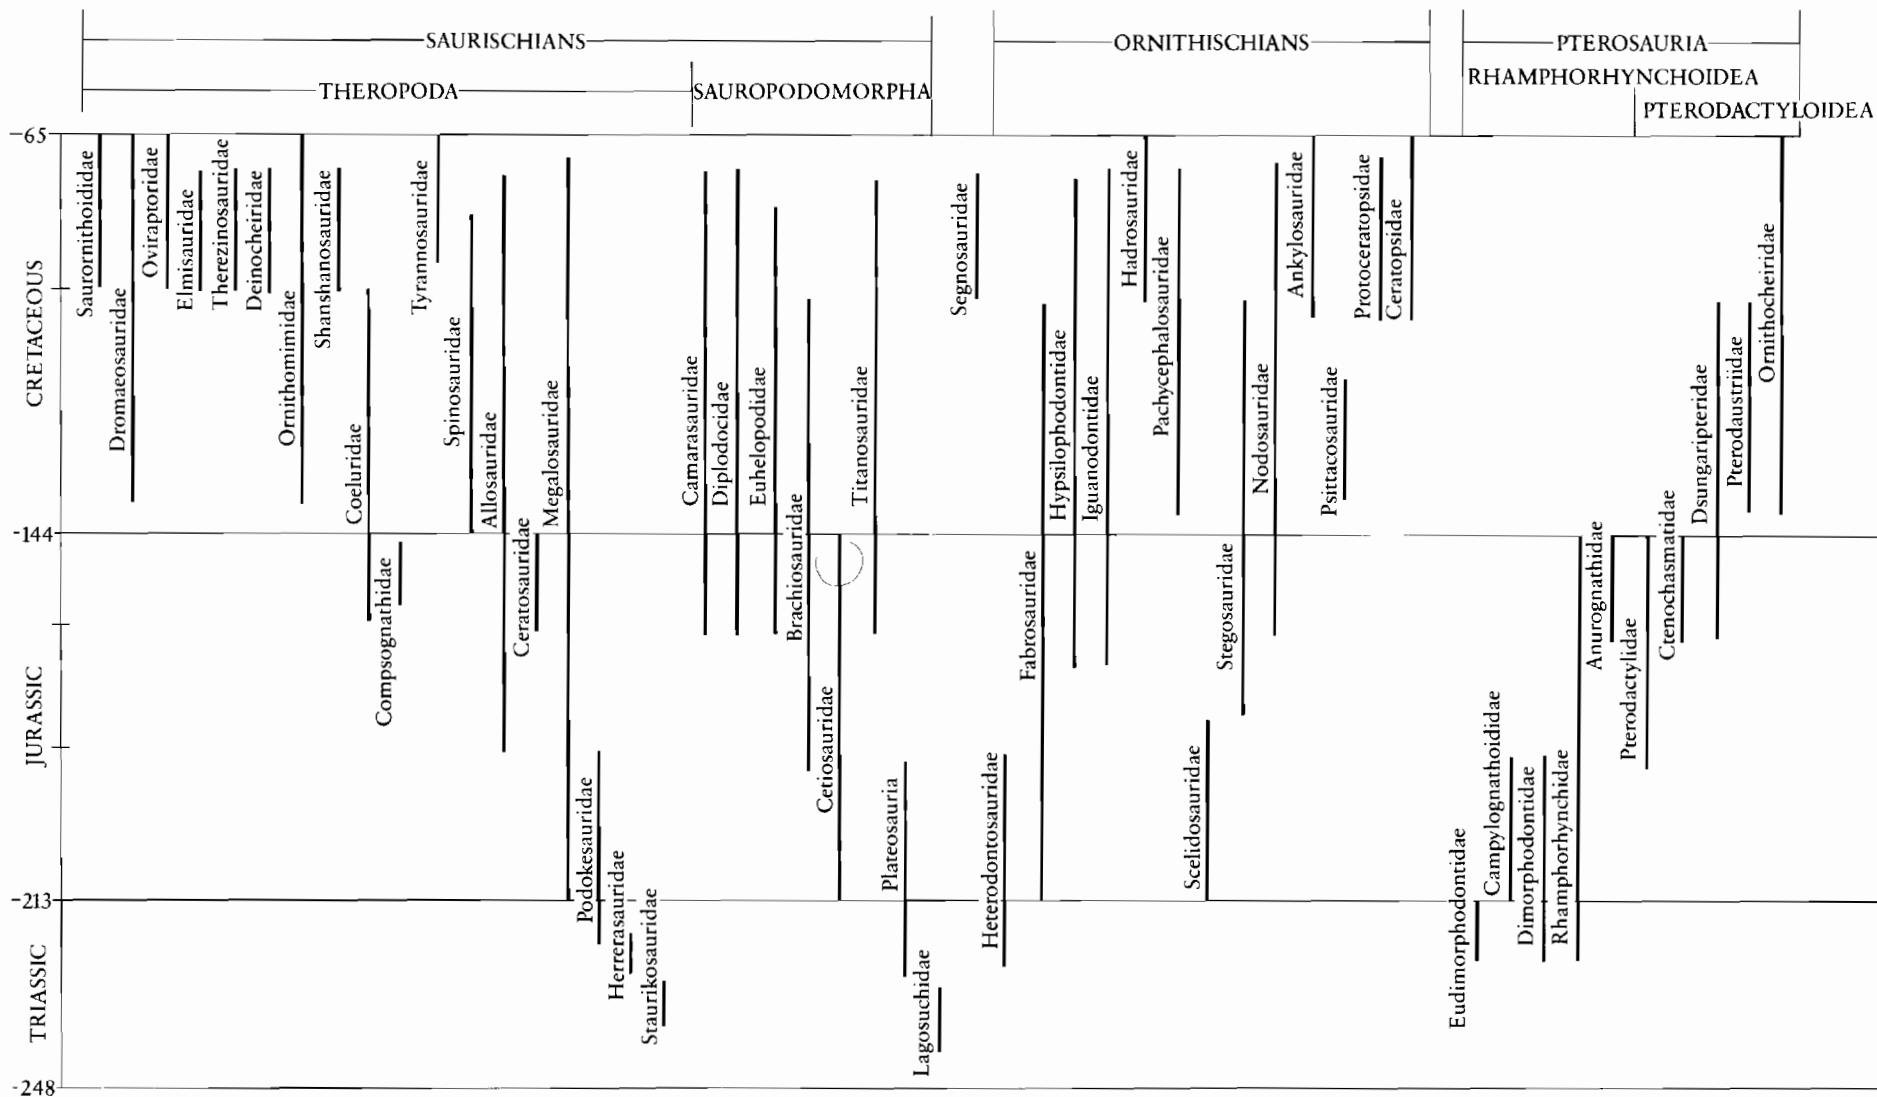 SAURISCHIANS
ORNITHISCHIANS
PTEROSAURIA
THEROPODA
SAUROPODOMORPHA
RHAMPHORHYNCHOIDEA
PTERODACTYLOIDEA
-65
CRETACEOUS
-144
JURASSIC
-213
TRIASSIC
-248
Saurornithoididae
Dromaeosauridae
Oviraptoridae
Elmisauridae
Therezinosauridae
Deinocheiridae
Ornithomimidae
Shanshanosauridae
Coeluridae
Compsognathidae
Tyrannosauridae
Spinosauridae
Allosauridae
Ceratosauridae
Megalosauridae
Podokesauridae
Herrerasauridae
Staurikosauridae
Camarasauridae
Diplodocidae
Euhelopodidae
Brachiosauridae
Cetiosauridae
Titanosauridae
Plateosauria
Lagosuchidae
Segnosauridae
Heterodontosauridae
Fabrosauridae
Hypsilophodontidae
Iguanodontidae
Hadrosauridae
Pachycephalosauridae
Scelidosauridae
Stegosauridae
Nodosauridae
Ankylosauridae
Psittacosauridae
Protoceratopsidae
Ceratopsidae
Eudimorphodontidae
Campylognathoididae
Dimorphodontidae
Rhamphorhynchidae
Anurognathidae
Pterodactylidae
Ctenochasmatidae
Dsungaripteridae
Pterodaustriidae
Ornithocheiridae